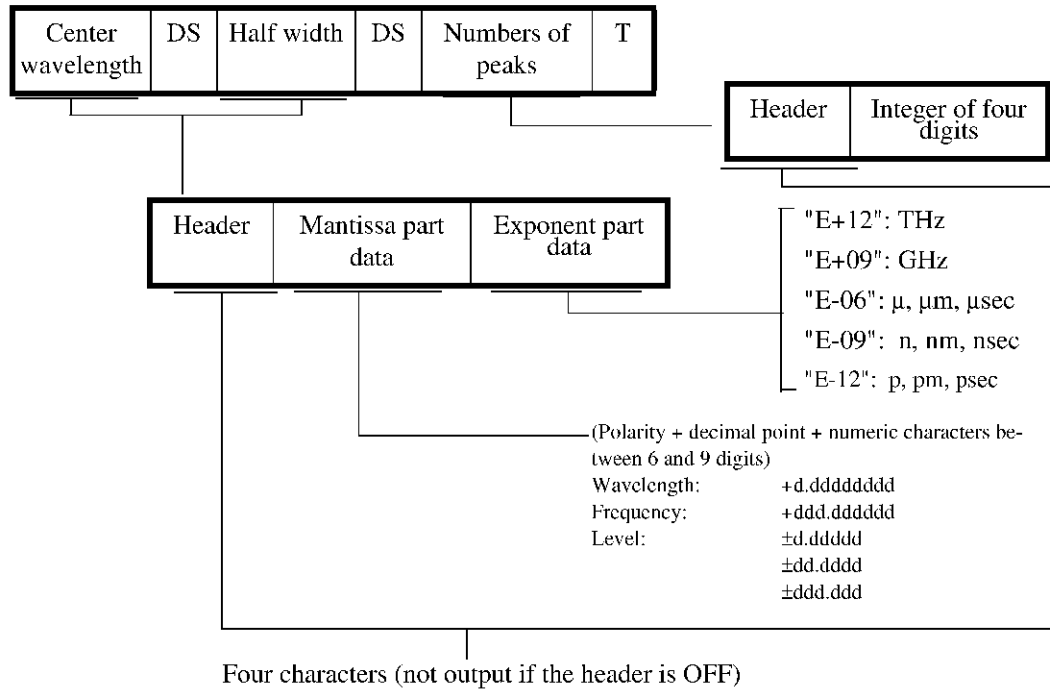 Center wavelength DS Half width DS Numbers of peaks T
Header Integer of four digits
Header Mantissa part data Exponent part data
"E+12": THz
"E+09": GHz
"E-06": μ, μm, μsec
"E-09": n, nm, nsec
"E-12": p, pm, psec
(Polarity + decimal point + numeric characters be-
tween 6 and 9 digits)
Wavelength: +d.dddddddd
Frequency: +ddd.dddddd
Level: ±d.ddddd
±dd.dddd
±ddd.ddd
Four characters (not output if the header is OFF)